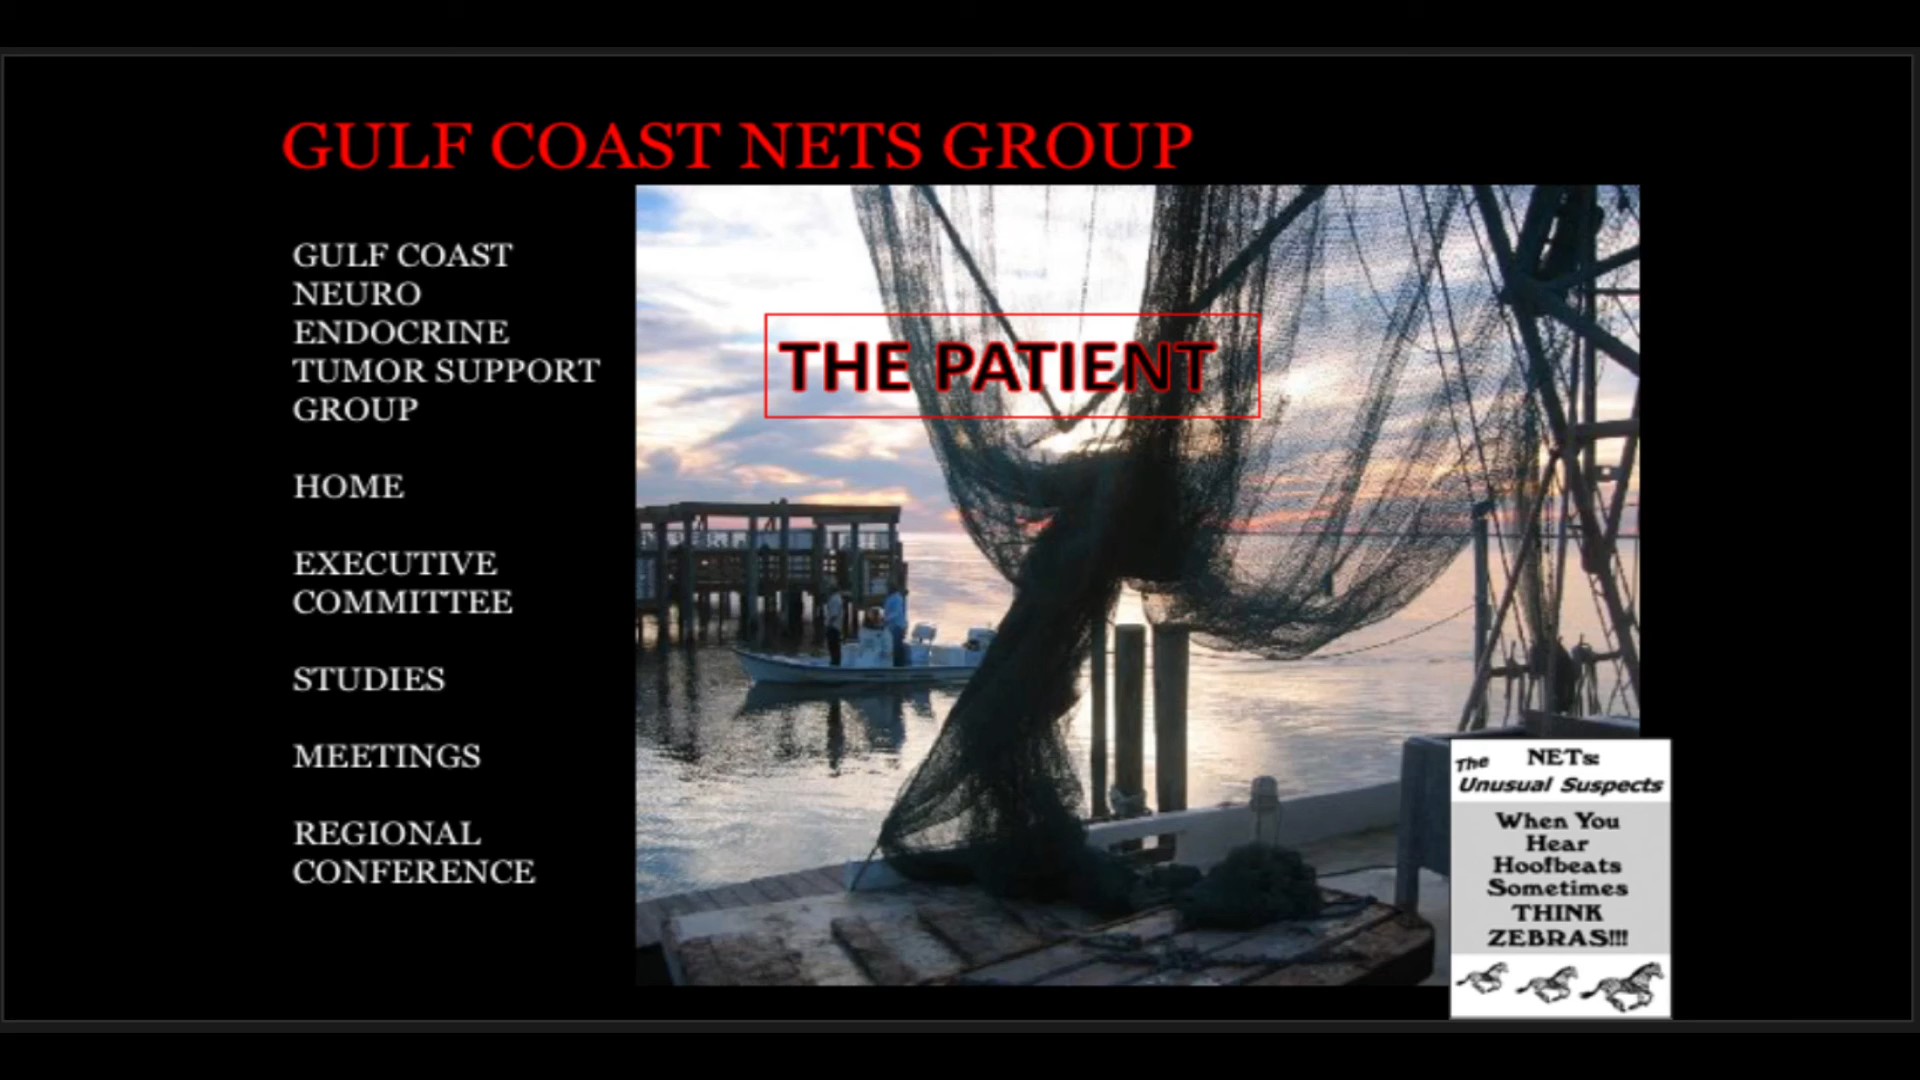 GULF COAST NETS GROUP
GULF COAST
NEURO
ENDOCRINE
TUMOR SUPPORT
GROUP
HOME
EXECUTIVE
COMMITTEE
STUDIES
MEETINGS
REGIONAL
CONFERENCE
THE PATIENT
The NETs:
Unusual Suspects
When You
Hear
Hoofbeats
Sometimes
THINK
ZEBRAS!!!